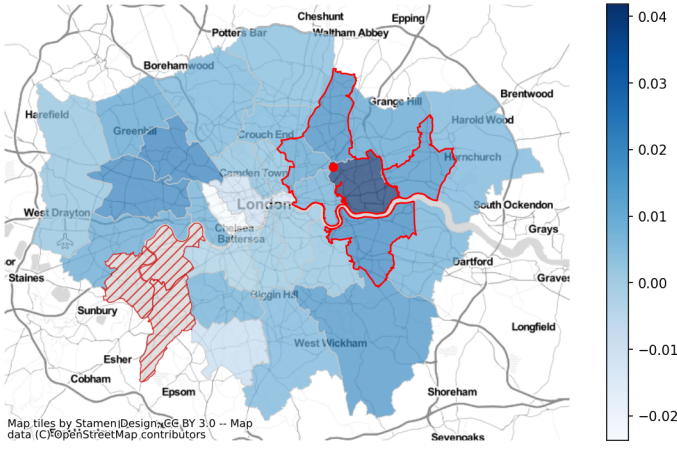 Cheshunt
Epping
Potters Bar
Waltham Abbey
Borehamwood
Grange Hill
Brentwood
Harefield
Greenhill
Crouch End
Harold Wood
Hornchurch
Camden Town
West Drayton
London
South Ockendon
Chelsea
Battersea
Grays
Dartford
Staines
Graves
Biggin Hill
Sunbury
West Wickham
Longfield
Esher
Cobham
Epsom
Shoreham
Map tiles by Stamen Design, CC BY 3.0 -- Map
data (C) OpenStreetMap contributors
Sevenoaks
0.04
0.03
0.02
0.01
0.00
−0.01
−0.02